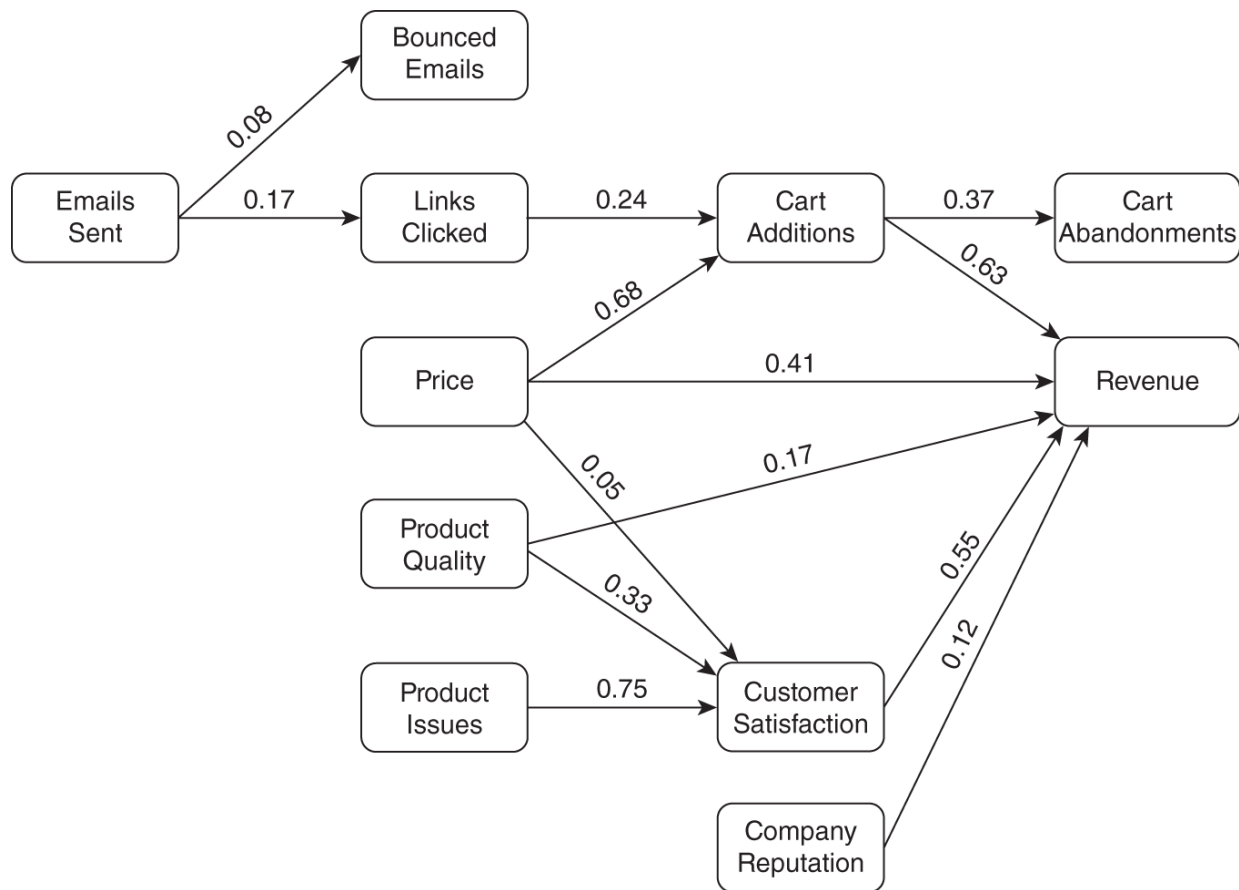 Bounced
Emails
0.08
Emails
Sent
0.17
Links
Clicked
0.24
Cart
Additions
0.37
Cart
Abandonments
0.63
0.68
Price
0.41
Revenue
0.17
0.05
Product
Quality
0.33
0.55
0.12
Product
Issues
0.75
Customer
Satisfaction
Company
Reputation